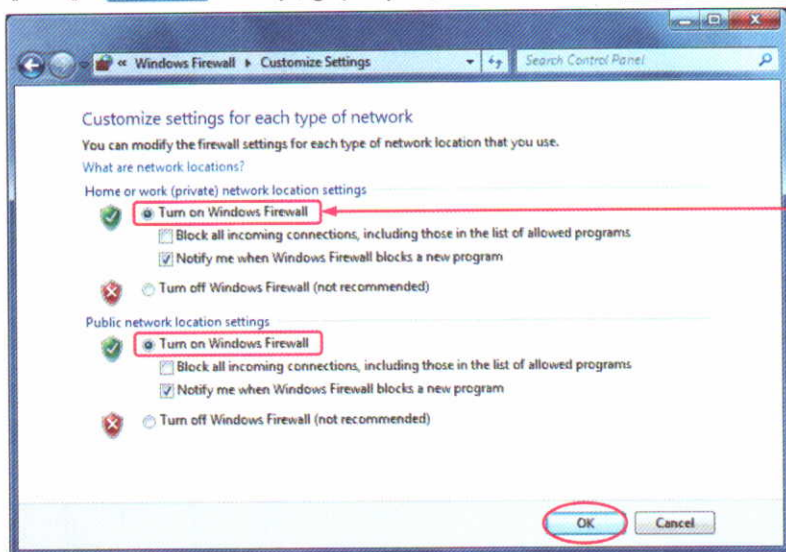 « Windows Firewall ▸ Customize Settings
Search Control Panel
Customize settings for each type of network
You can modify the firewall settings for each type of network location that you use.
What are network locations?
Home or work (private) network location settings
Turn on Windows Firewall
Block all incoming connections, including those in the list of allowed programs
Notify me when Windows Firewall blocks a new program
Turn off Windows Firewall (not recommended)
Public network location settings
Turn on Windows Firewall
Block all incoming connections, including those in the list of allowed programs
Notify me when Windows Firewall blocks a new program
Turn off Windows Firewall (not recommended)
OK Cancel